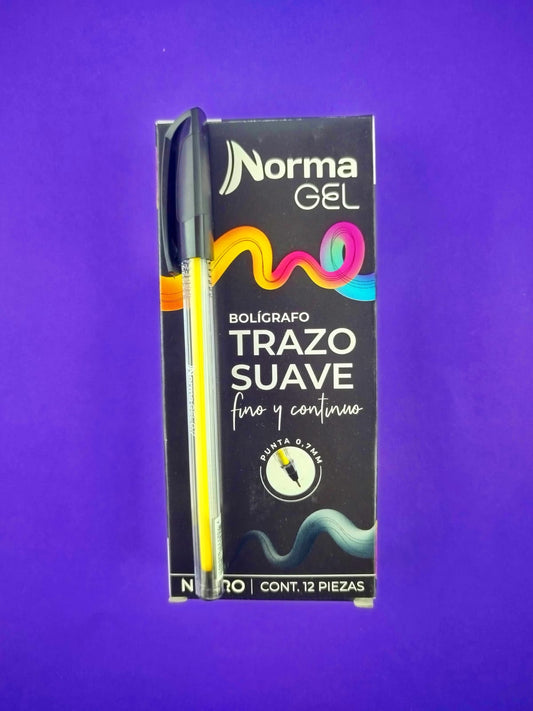 Norma
GEL
BOLÍGRAFO
TRAZO
SUAVE
fino y continuo
PUNTA 0,7MM
CONT. 12 PIEZAS